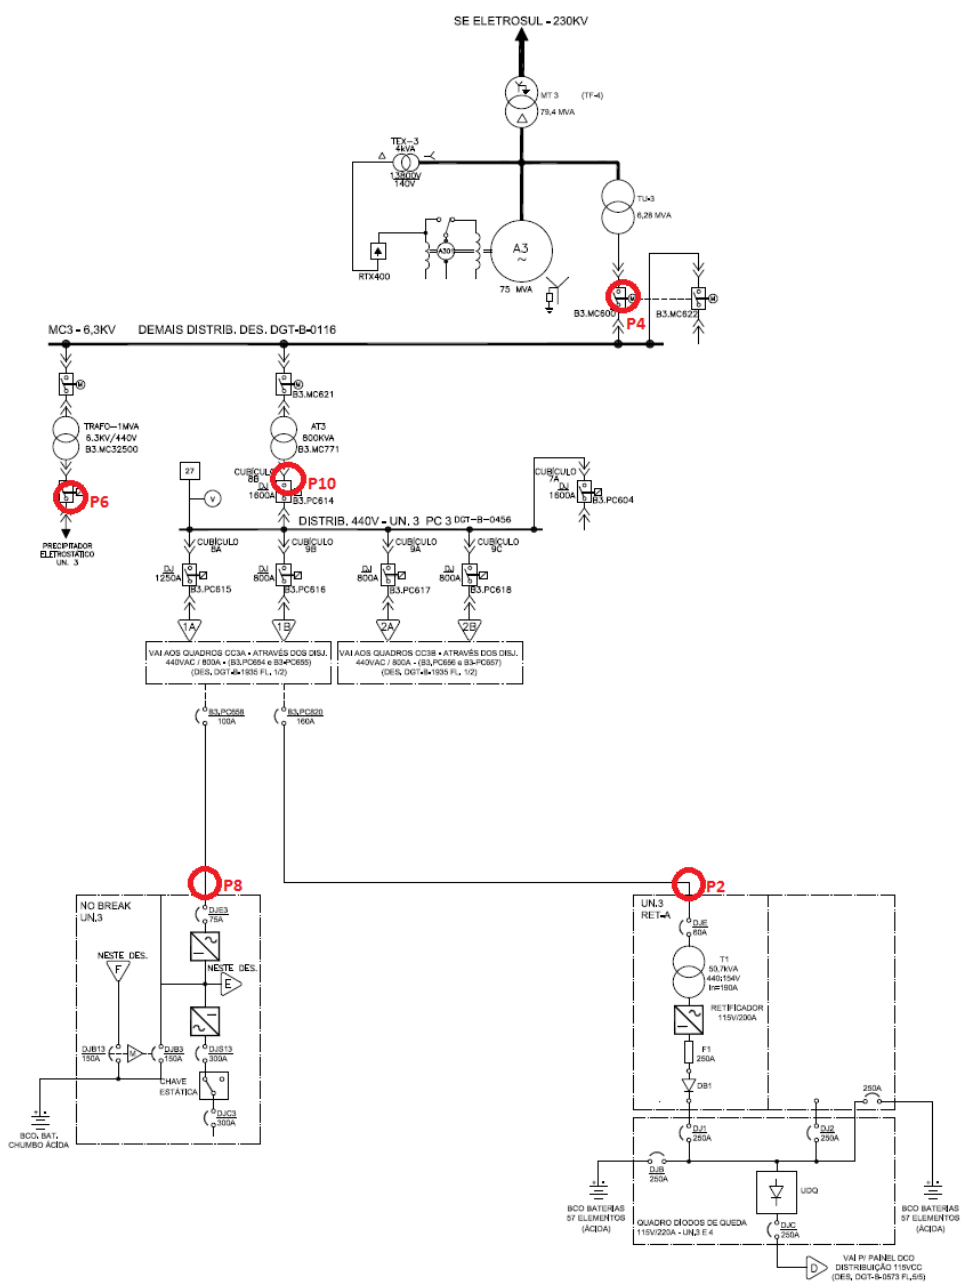 SE ELETROSUL - 230KV
MT 3 (TF-4)
79,4 MVA
TEX-3
4kVA
13800V
140V
TU-3
6,28 MVA
A3
~
75 MVA
A301
RTX400
M
M
B3.MC600
B3.MC622
P4
MC3 - 6,3KV DEMAIS DISTRIB. DES. DGT-B-0116
M
M
B3.MC621
TRAFO-1MVA
6.3KV/440V
B3.MC32500
AT3
800KVA
B3.MC771
27
V
CUBÍCULO
8B
DJ
1600A
B3.PC614
P10
CUBÍCULO
7A
DJ
1600A
B3.PC604
P6
PRECIPITADOR
ELETROSTÁTICO
UN. 3
DISTRIB. 440V - UN. 3 PC 3 DGT-B-0456
CUBÍCULO
8A
CUBÍCULO
9B
CUBÍCULO
9A
CUBÍCULO
9C
DJ
1250A
B3.PC615
DJ
800A
B3.PC616
DJ
800A
B3.PC617
DJ
800A
B3.PC618
1A
1B
2A
2B
VAI AOS QUADROS CC3A - ATRAVÉS DOS DISJ.
440VAC / 800A - (B3.PC654 e B3-PC655)
(DES. DGT-B-1935 FL. 1/2)
VAI AOS QUADROS CC3B - ATRAVÉS DOS DISJ.
440VAC / 800A - (B3.PC656 e B3-PC657)
(DES. DGT-B-1935 FL. 1/2)
B3.PC658
100A
B3.PC620
160A
P8
P2
NO BREAK
UN.3
DJE3
75A
NESTE DES.
F
NESTE DES.
E
DJB13
150A
M
DJB3
150A
DJS13
300A
CHAVE
ESTÁTICA
DJC3
300A
BCO. BAT.
CHUMBO ÁCIDA
UN.3
RET-A
DJE
60A
T1
50,7kVA
440:154V
In=190A
RETIFICADOR
115V/200A
F1
250A
DB1
250A
DJ1
250A
DJ2
250A
DJB
250A
UDQ
DJC
250A
BCO BATERIAS
57 ELEMENTOS
(ÁCIDA)
BCO BATERIAS
57 ELEMENTOS
(ÁCIDA)
QUADRO DÍODOS DE QUEDA
115V/220A - UN.3 E 4
D
VAI P/ PAINEL DCO
DISTRIBUIÇÃO 115VCC
(DES, DGT-B-0573 FL,5/5)